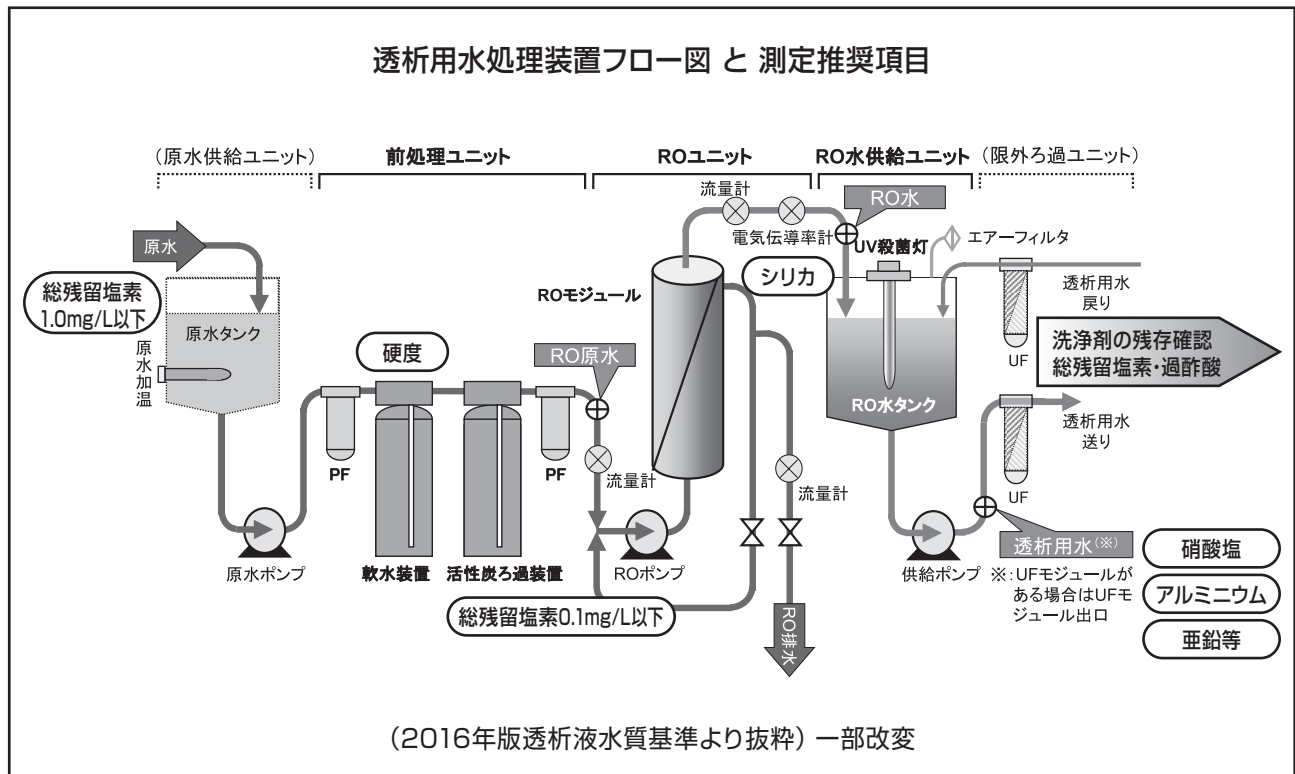 透析用水処理装置フロー図 と 測定推奨項目
（原水供給ユニット）
前処理ユニット
ROユニット
RO水供給ユニット
（限外ろ過ユニット）
流量計
電気伝導率計
RO水
UV殺菌灯
エアーフィルタ
原水
総残留塩素
1.0mg/L以下
原水タンク
原水加温
硬度
RO原水
ROモジュール
シリカ
RO水タンク
透析用水
戻り
UF
洗浄剤の残存確認
総残留塩素・過酢酸
透析用水
送り
UF
PF
PF
流量計
流量計
原水ポンプ
軟水装置
活性炭ろ過装置
ROポンプ
供給ポンプ
透析用水(※)
※：UFモジュールが
ある場合はUFモ
ジュール出口
硝酸塩
アルミニウム
亜鉛等
総残留塩素0.1mg/L以下
RO排水
（2016年版透析液水質基準より抜粋） 一部改変